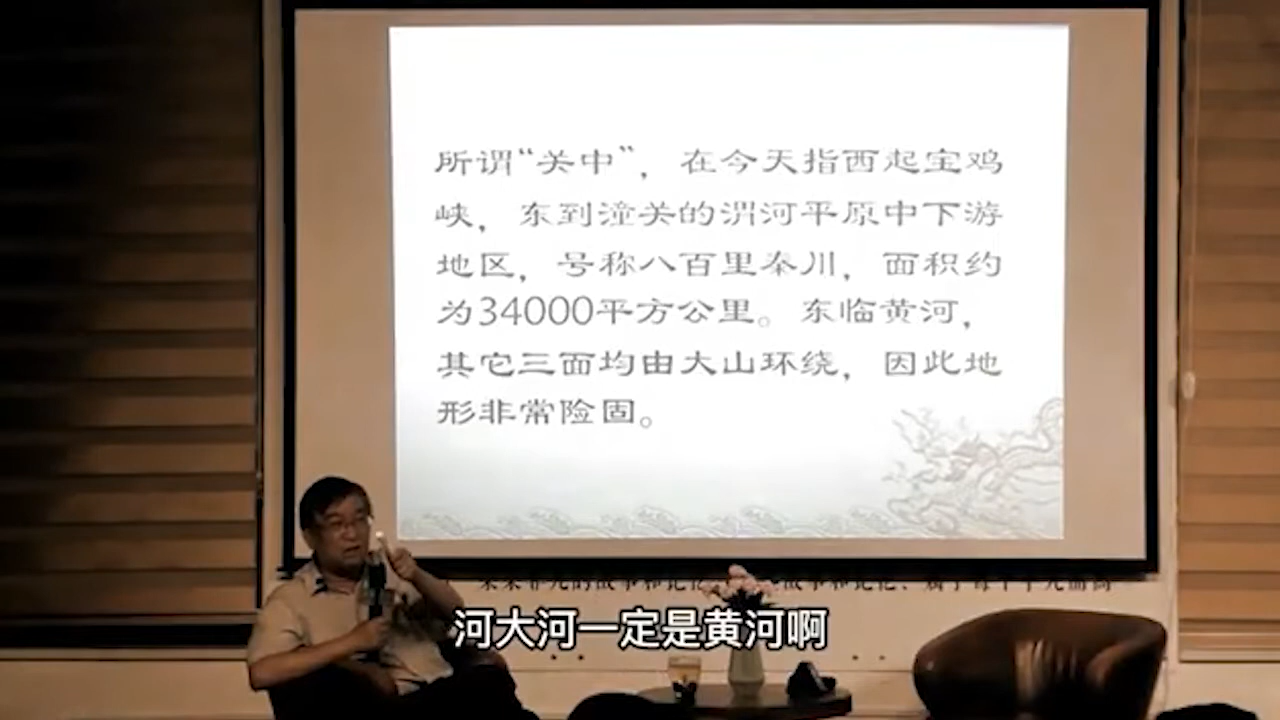 所谓“关中”，在今天指西起宝鸡
峡，东到潼关的渭河平原中下游
地区，号称八百里秦川，面积约
为34000平方公里。东临黄河，
其它三面均由大山环绕，因此地
形非常险固。
河大河一定是黄河啊